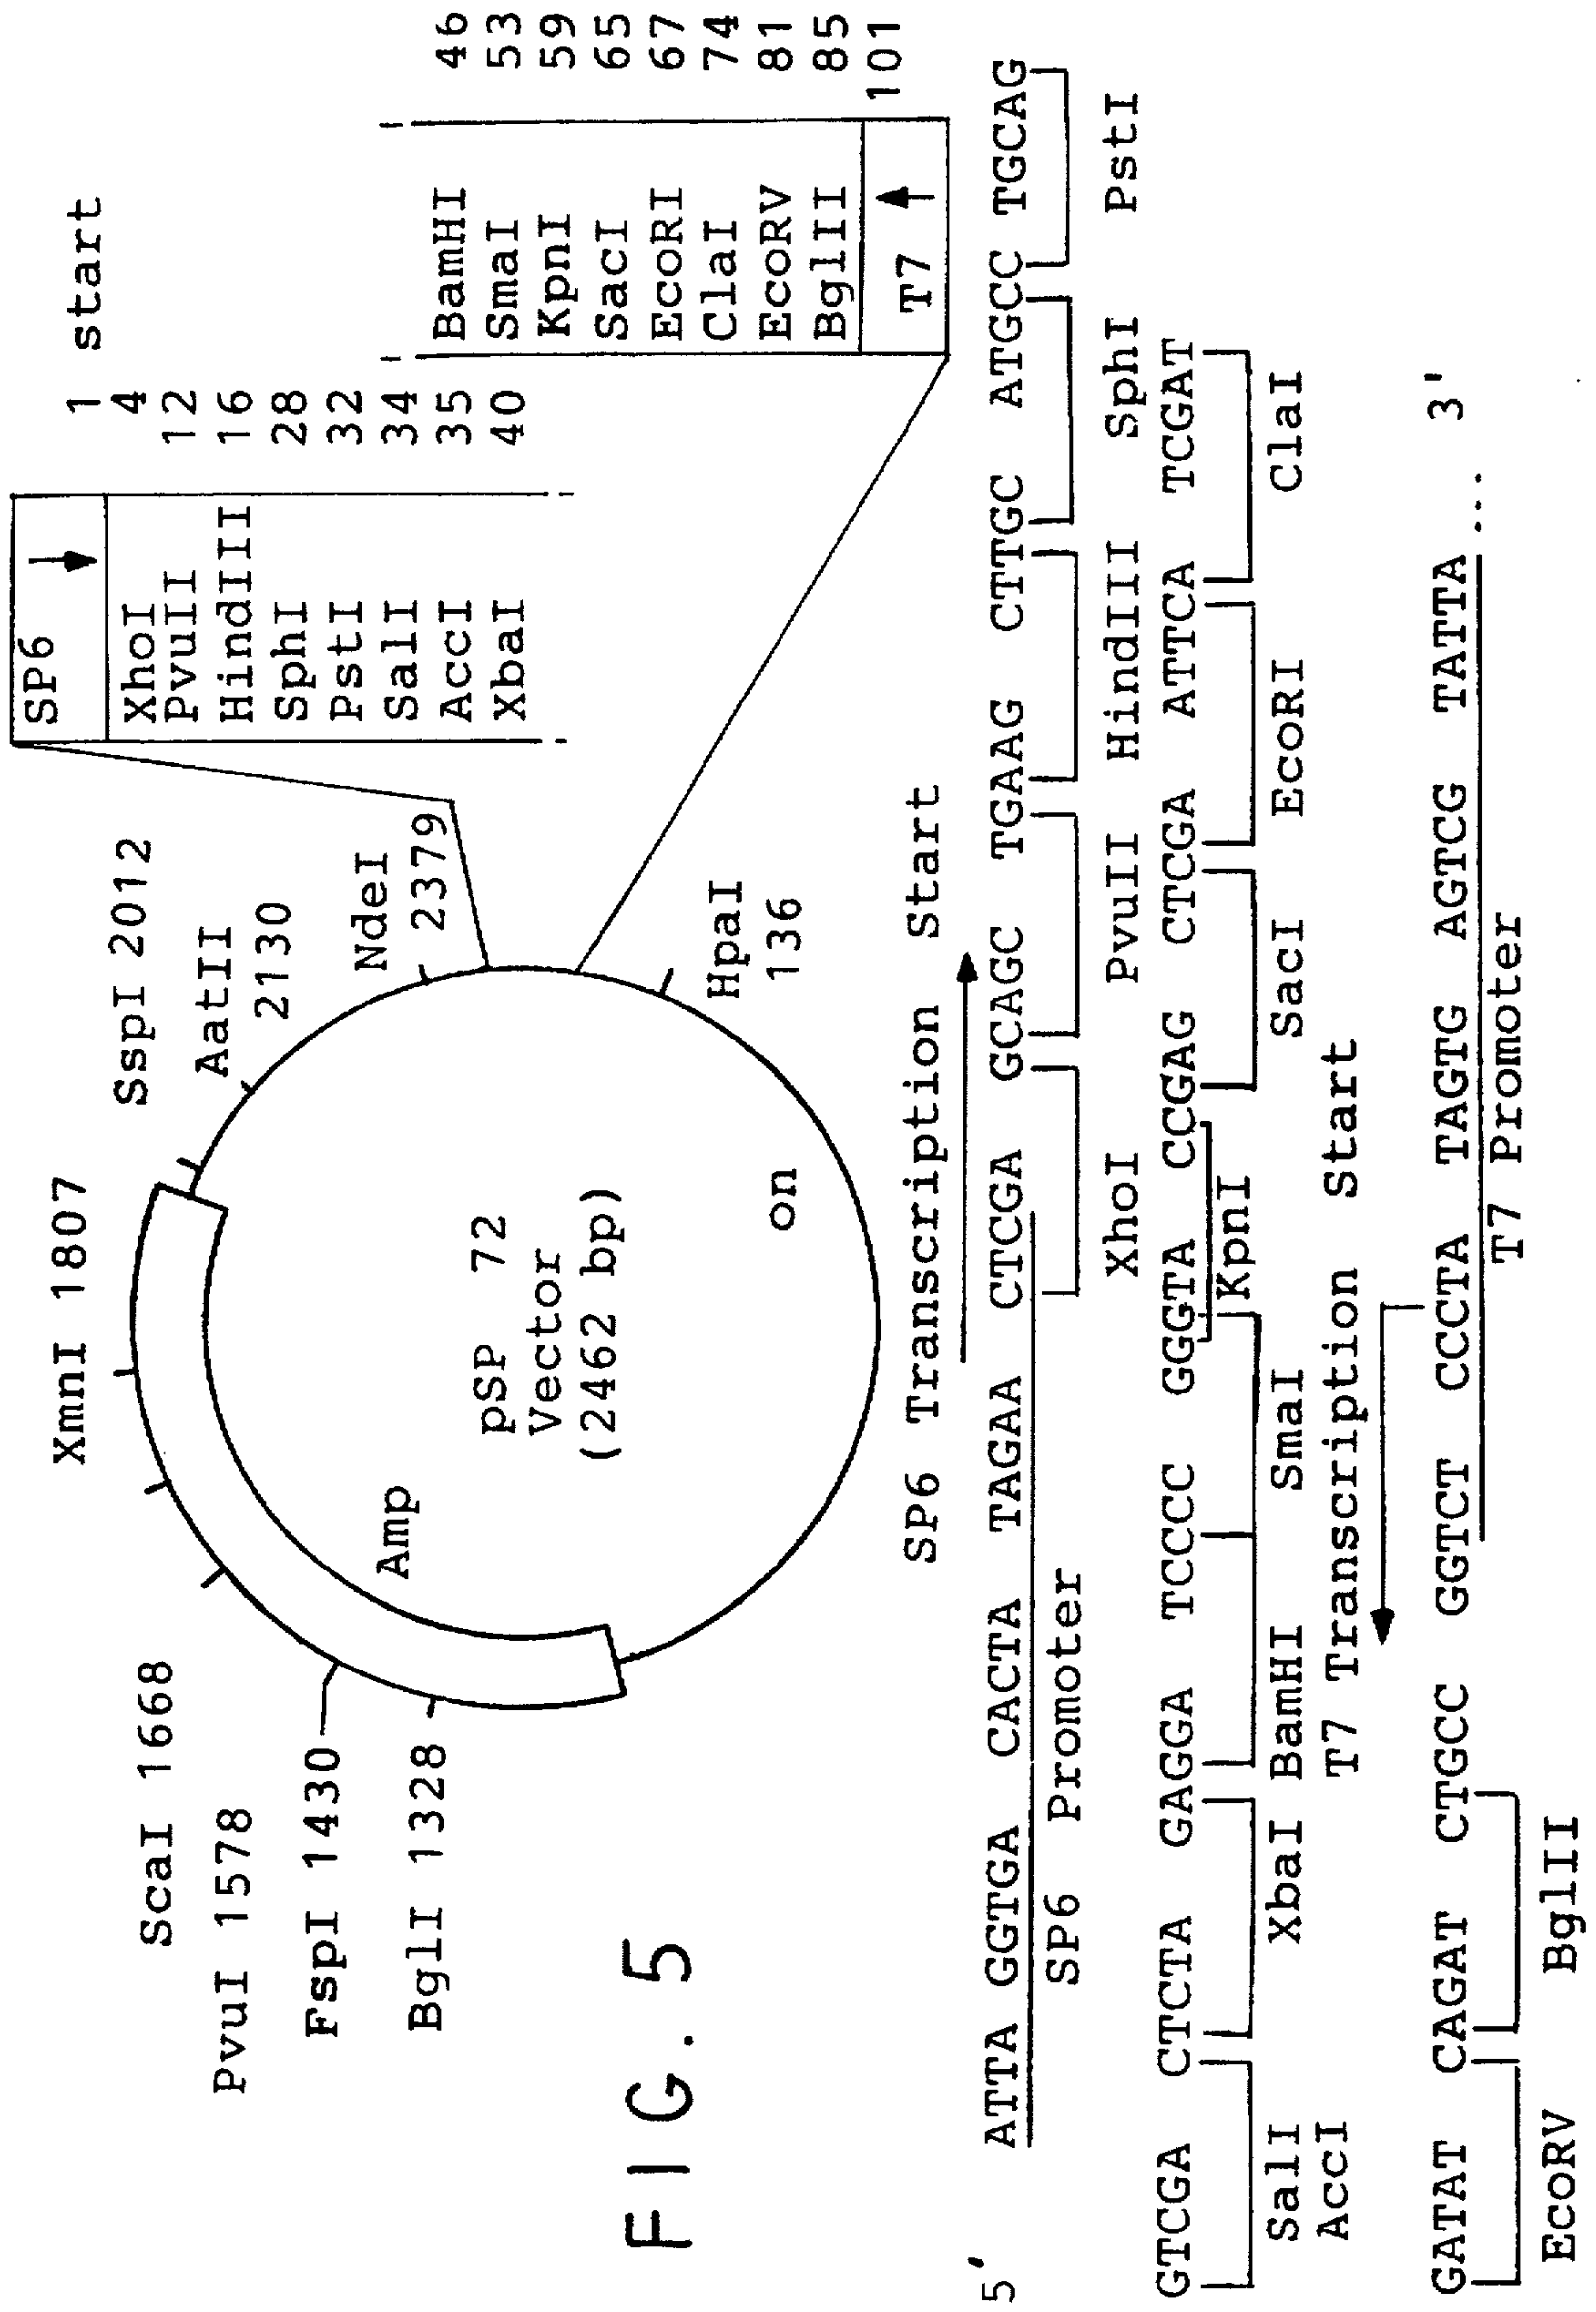 FIG. 5
SspI 2012
AatII
2130
NdeI
2379
HpaI
136
XmnI 1807
ScaI 1668
PvuI 1578
FspI 1430
BglI 1328
Amp
pSP 72
Vector
(2462 bp)
on
SP6 ↓ 1 start
XhoI 4
PvuII 12
HindIII 16
SphI 28
PstI 32
SalI 34
AccI 35
XbaI 40
BamHI 46
SmaI 53
KpnI 59
SacI 65
EcoRI 67
ClaI 74
EcoRV 81
BglII 85
T7 ↑ 101
SP6 Transcription Start
5' ATTA GGTGA CACTA TAGAA CTCGA GCAGC TGAAG CTTGC ATGCC TGCAG
SP6 Promoter XhoI PvuII HindIII SphI PstI
GTCGA CTCTA GAGGA TCCCC GGGTA CCGAG CTCGA ATTCA TCGAT
KpnI
SalI XbaI BamHI SmaI SacI EcoRI ClaI
AccI
T7 Transcription Start
GATAT CAGAT CTGCC GGTCT CCCTA TAGTG AGTCG TATTA ... 3'
T7 Promoter
EcoRV BglII